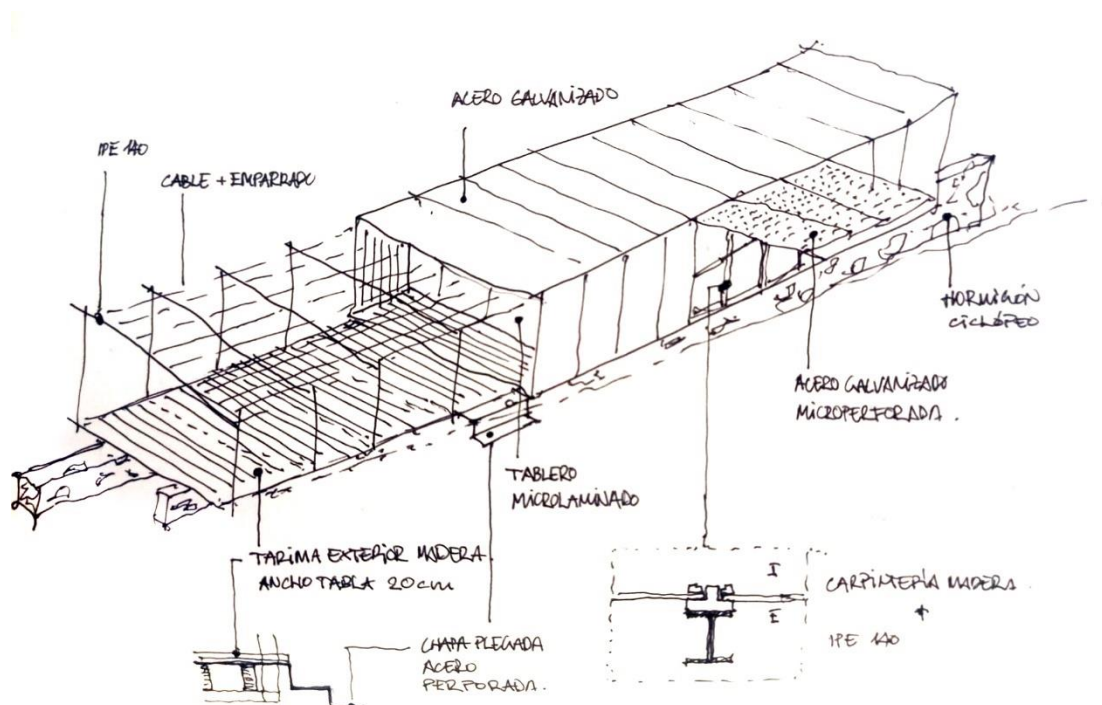 ACERO GALVANIZADO
IPE 140
CABLE + EMPARRADO
HORMIGÓN
CICLÓPEO
ACERO GALVANIZADO
MICROPERFORADA.
TABLERO
MICROLAMINADO
TARIMA EXTERIOR MADERA
ANCHO TABLA 20cm
I
E
CARPINTERÍA MADERA
+
IPE 140
CHAPA PLEGADA
ACERO
PERFORADA.